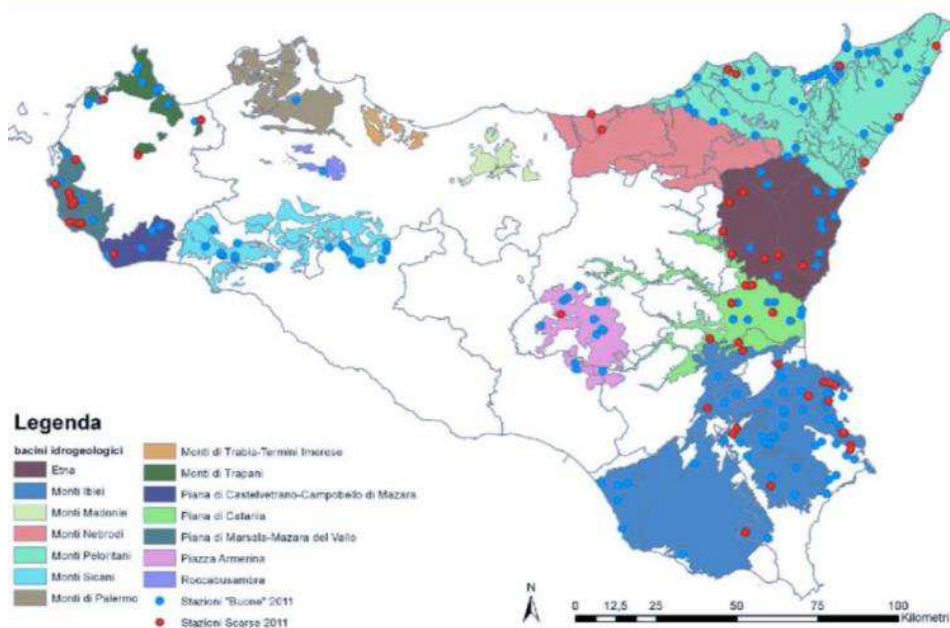 Legenda
bacini idrogeologici
Etna
Monti Iblei
Monti Madonie
Monti Nebrodi
Monti Peloritani
Monti Sicani
Monti di Palermo
Monti di Trabia-Termini Imerese
Monti di Trapani
Piana di Castelvetrano-Campobello di Mazara
Piana di Catania
Piana di Marsala-Mazara del Vallo
Piazza Armerina
Roccabusambra
Stazioni "Buone" 2011
Stazioni Scarse 2011
N
0 12,5 25 50 75 100
Kilometri